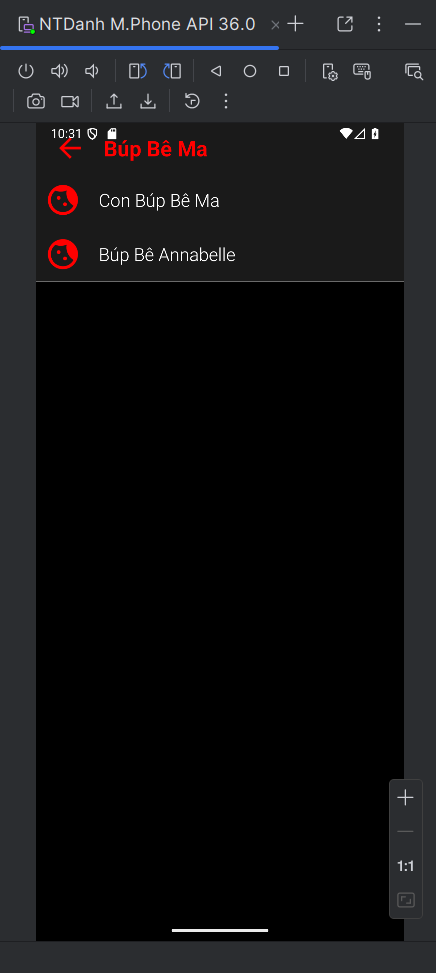 NTDanh M.Phone API 36.0
10:31
Búp Bê Ma
Con Búp Bê Ma
Búp Bê Annabelle
1:1